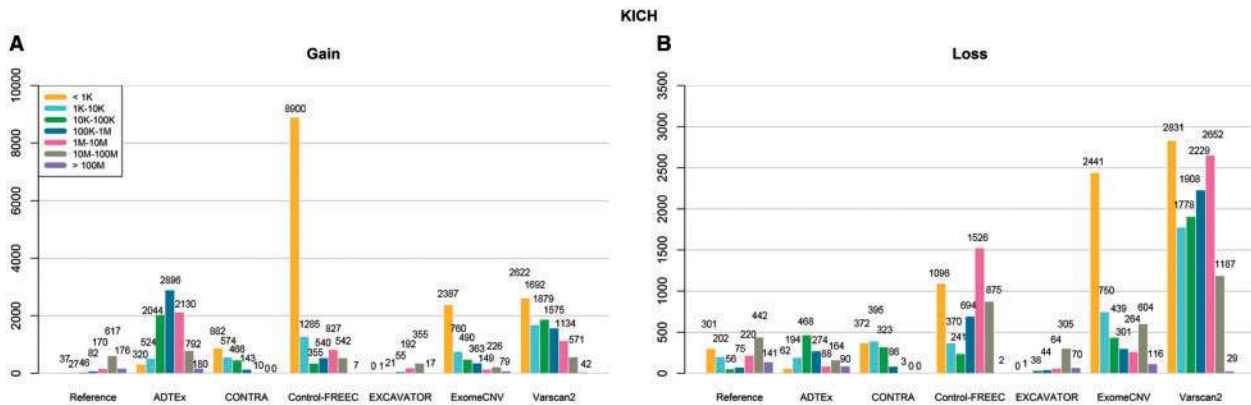 KICH
A
Gain
10000
8000
6000
4000
2000
0
< 1K
1K-10K
10K-100K
100K-1M
1M-10M
10M-100M
> 100M
37 27 46 82 170 617 176
320 524 2044 2896 2130 792 180
882 574 468 143 10 0 0
8900 1285 355 540 827 542 7
0 1 21 55 192 355 17
2387 760 490 363 149 226 79
2622 1692 1879 1575 1134 571 42
Reference ADTEx CONTRA Control-FREEC EXCAVATOR ExomeCNV Varscan2
B
Loss
3500
3000
2500
2000
1500
1000
500
0
301 202 56 75 220 442 141
62 194 468 274 88 164 90
372 395 323 86 3 0 0
1096 370 241 694 1526 875 2
0 1 38 44 64 305 70
2441 750 439 301 264 604 116
2831 1778 1908 2229 2652 1187 29
Reference ADTEx CONTRA Control-FREEC EXCAVATOR ExomeCNV Varscan2